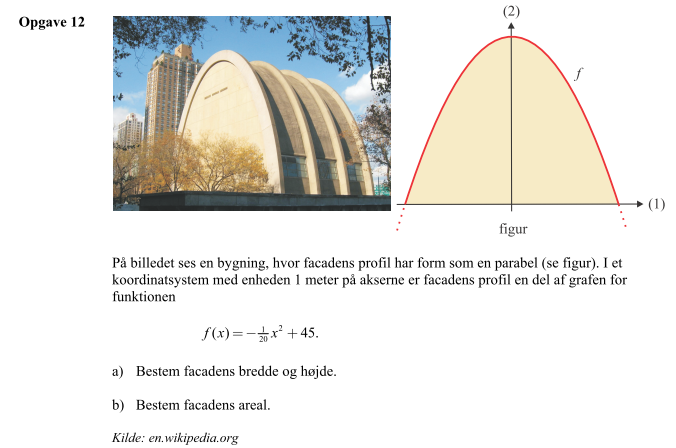 Opgave 12
(2)
f
(1)
figur
På billedet ses en bygning, hvor facadens profil har form som en parabel (se figur). I et
koordinatsystem med enheden 1 meter på akserne er facadens profil en del af grafen for
funktionen
f(x) = −1/20 x² + 45.
a) Bestem facadens bredde og højde.
b) Bestem facadens areal.
Kilde: en.wikipedia.org